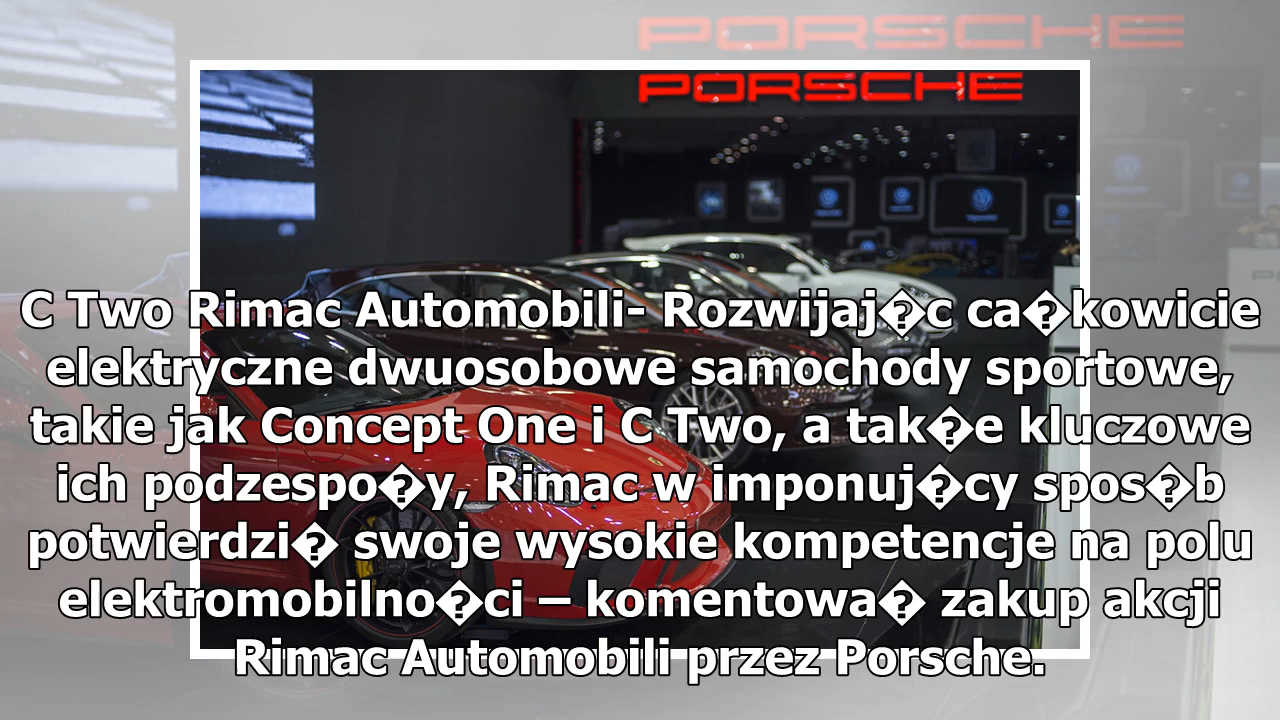 PORSCHE
PORSCHE
C Two Rimac Automobili- Rozwijaj�c ca�kowicie
elektryczne dwuosobowe samochody sportowe,
takie jak Concept One i C Two, a tak�e kluczowe
ich podzespo�y, Rimac w imponuj�cy spos�b
potwierdzi� swoje wysokie kompetencje na polu
elektromobilno�ci – komentowa� zakup akcji
Rimac Automobili przez Porsche.